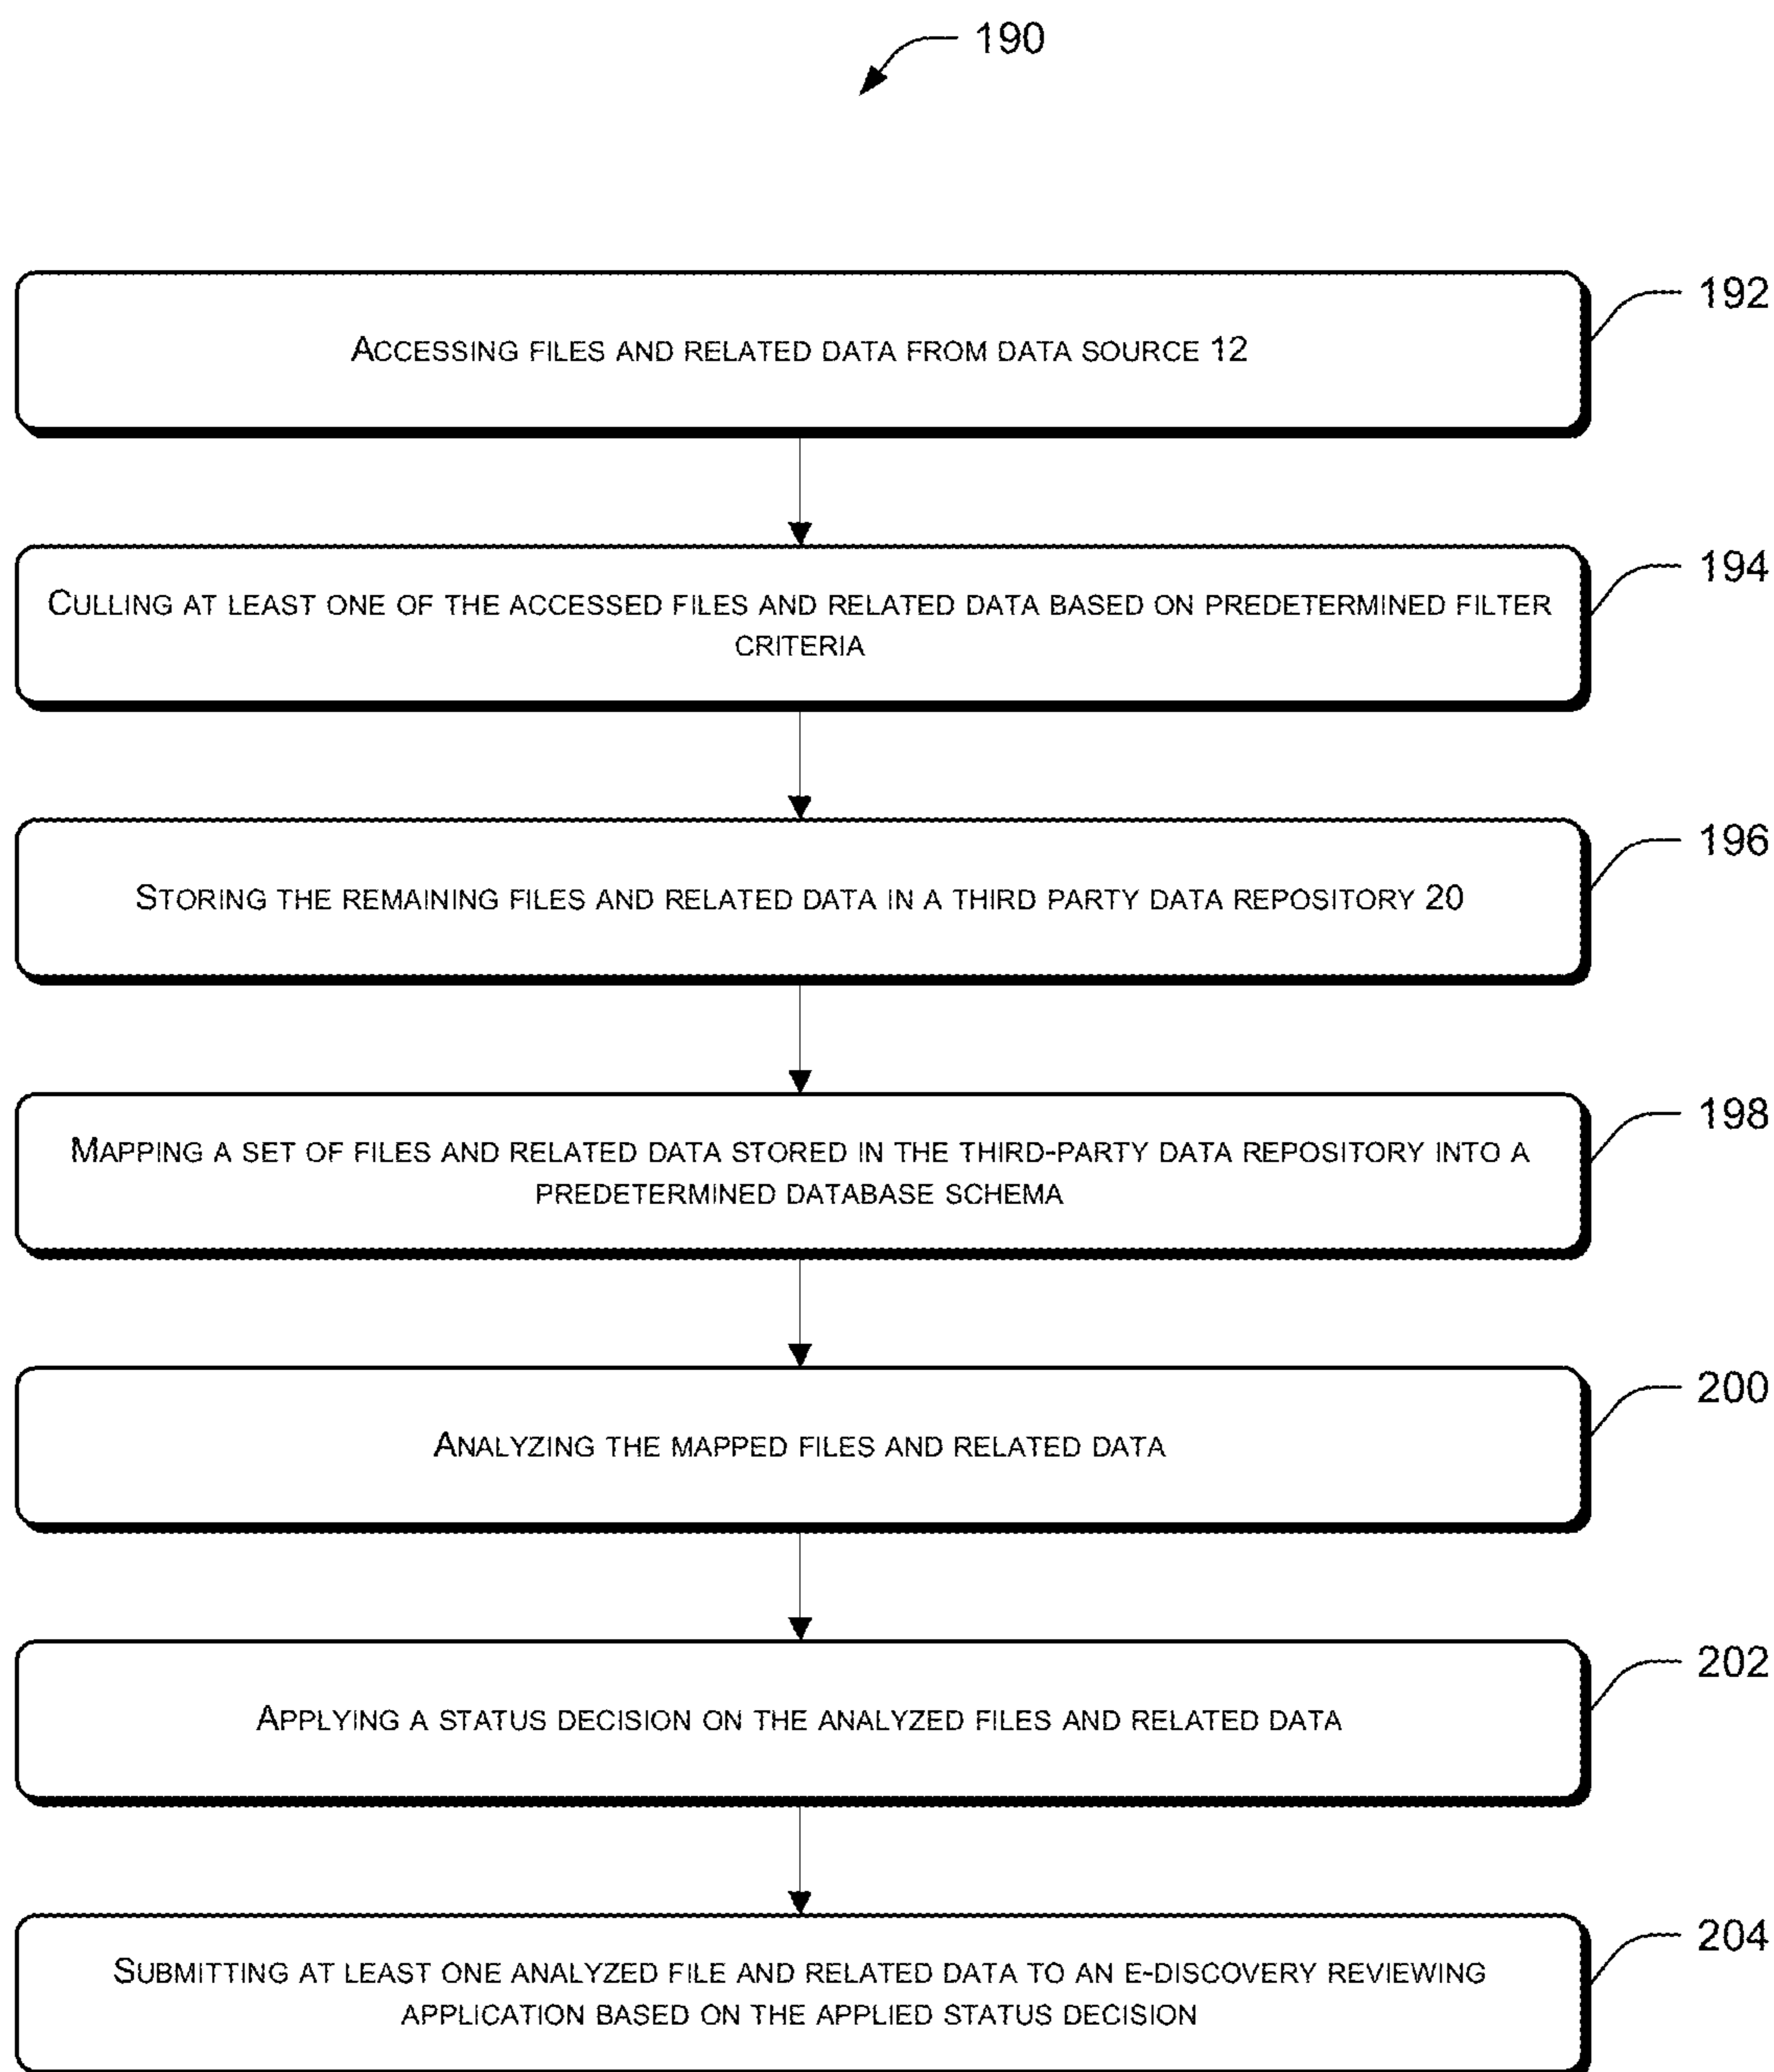 190
ACCESSING FILES AND RELATED DATA FROM DATA SOURCE 12
192
CULLING AT LEAST ONE OF THE ACCESSED FILES AND RELATED DATA BASED ON PREDETERMINED FILTER
CRITERIA
194
STORING THE REMAINING FILES AND RELATED DATA IN A THIRD PARTY DATA REPOSITORY 20
196
MAPPING A SET OF FILES AND RELATED DATA STORED IN THE THIRD-PARTY DATA REPOSITORY INTO A
PREDETERMINED DATABASE SCHEMA
198
ANALYZING THE MAPPED FILES AND RELATED DATA
200
APPLYING A STATUS DECISION ON THE ANALYZED FILES AND RELATED DATA
202
SUBMITTING AT LEAST ONE ANALYZED FILE AND RELATED DATA TO AN E-DISCOVERY REVIEWING
APPLICATION BASED ON THE APPLIED STATUS DECISION
204